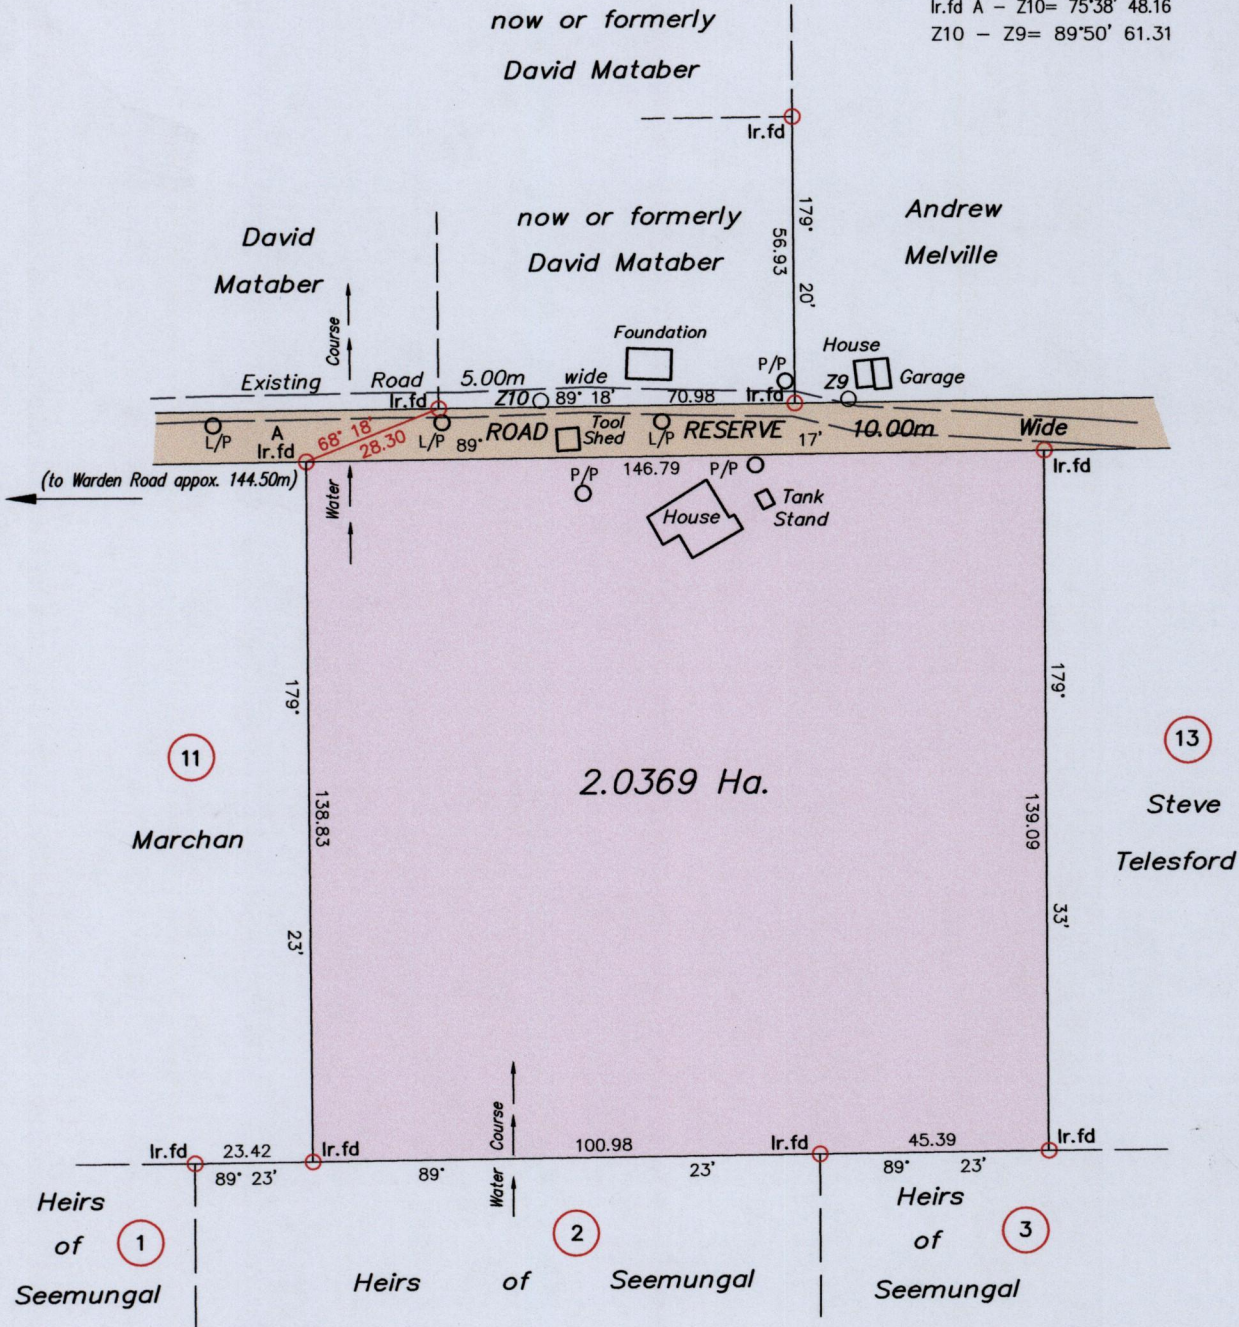 now or formerly
David Mataber
Ir.fd A - Z10= 75°38' 48.16
Z10 - Z9= 89°50' 61.31
Ir.fd
David
Mataber
now or formerly
David Mataber
179° 20'
56.93
Andrew
Melville
Course
Foundation
P/P
House
Garage
Z9
Existing Road 5.00m wide
Ir.fd
Z10
89° 18' 70.98
Ir.fd
L/P
A
Ir.fd
68° 18'
28.30
L/P
89° 17'
ROAD RESERVE 10.00m Wide
Tool
Shed
L/P
Ir.fd
(to Warden Road appox. 144.50m)
Water
P/P
146.79
P/P
House
Tank
Stand
179° 23'
138.83
179° 33'
139.09
11
Marchan
2.0369 Ha.
13
Steve
Telesford
Ir.fd
23.42
89° 23'
Ir.fd
Water Course
100.98
89° 23'
Ir.fd
45.39
89° 23'
Ir.fd
Heirs
of
Seemungal
1
2
Heirs of Seemungal
Heirs
of
Seemungal
3